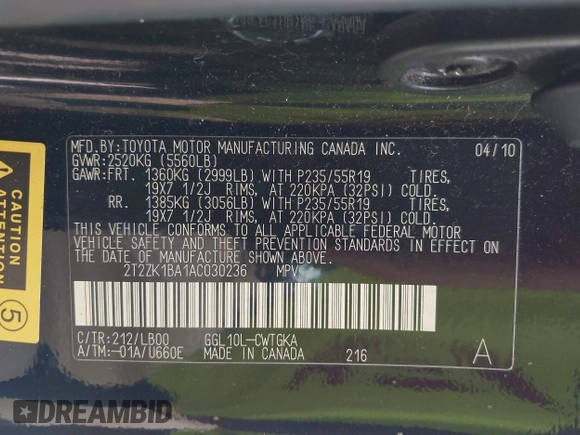 MFD.BY:TOYOTA MOTOR MANUFACTURING CANADA INC. 04/10
GVWR:2520KG (5560LB)
GAWR:FRT. 1360KG (2999LB) WITH P235/55R19 TIRES,
19X7 1/2J RIMS, AT 220KPA (32PSI) COLD.
RR. 1385KG (3056LB) WITH P235/55R19 TIRES,
19X7 1/2J RIMS, AT 220KPA (32PSI) COLD.
THIS VEHICLE CONFORMS TO ALL APPLICABLE FEDERAL MOTOR
VEHICLE SAFETY AND THEFT PREVENTION STANDARDS IN EFFECT ON
THE DATE OF MANUFACTURE SHOWN ABOVE.
2T2ZK1BA1AC030236 MPV
C/TR:212/LB00 GGL10L-CWTGKA
A/TM:-01A/U660E MADE IN CANADA 216 A
CAUTION
ATTENTION
5
DREAMBID